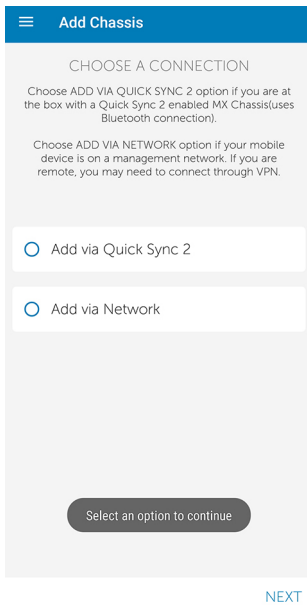 Add Chassis
CHOOSE A CONNECTION
Choose ADD VIA QUICK SYNC 2 option if you are at
the box with a Quick Sync 2 enabled MX Chassis(uses
Bluetooth connection).
Choose ADD VIA NETWORK option if your mobile
device is on a management network. If you are
remote, you may need to connect through VPN.
Add via Quick Sync 2
Add via Network
Select an option to continue
NEXT